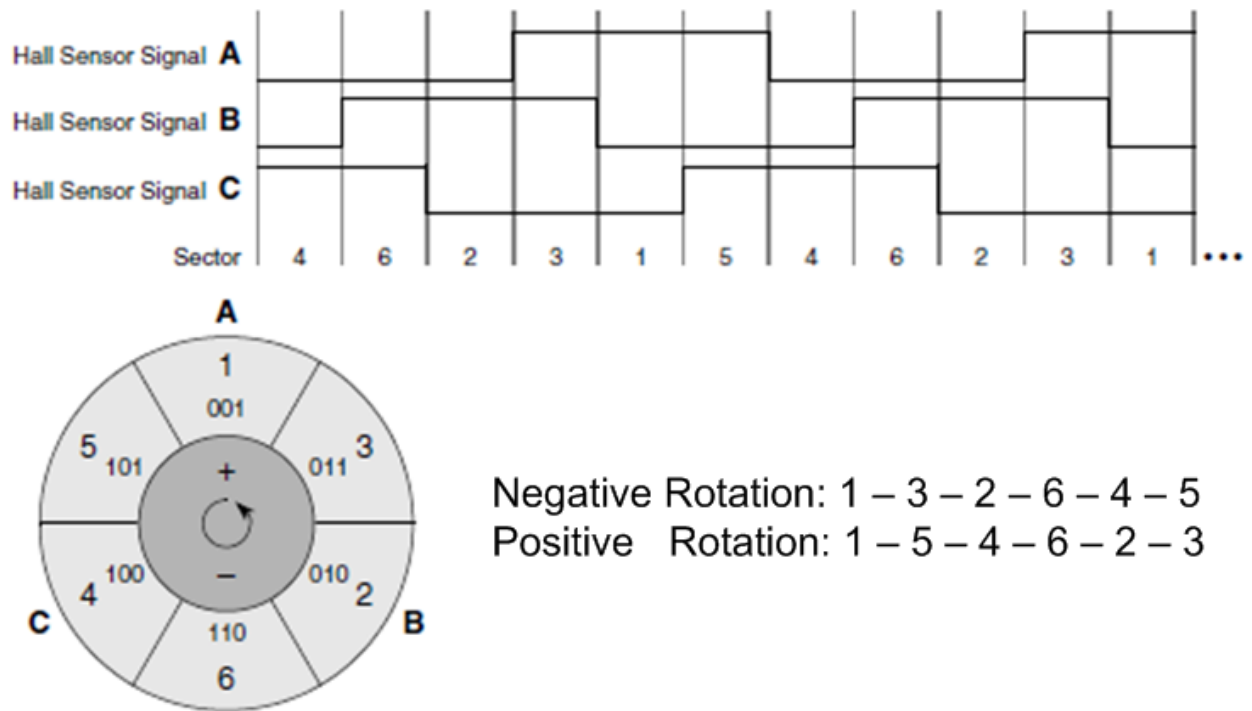 Hall Sensor Signal A
Hall Sensor Signal B
Hall Sensor Signal C
Sector 4 6 2 3 1 5 4 6 2 3 1 •••
A
1
001
5 101
011 3
+
−
4 100
010 2
C
B
110
6
Negative Rotation: 1 – 3 – 2 – 6 – 4 – 5
Positive Rotation: 1 – 5 – 4 – 6 – 2 – 3